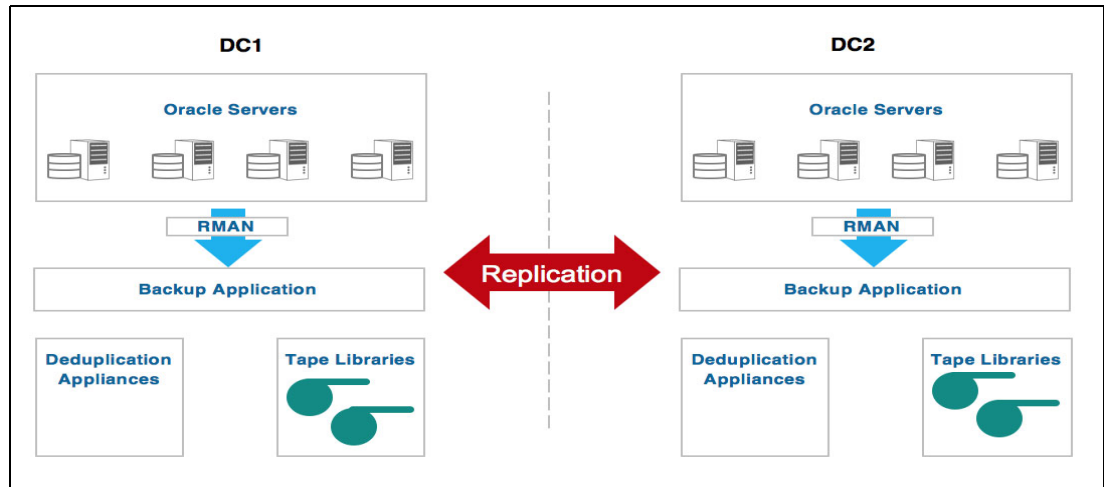 DC1
Oracle Servers
RMAN
Backup Application
Deduplication
Appliances
Tape Libraries
Replication
DC2
Oracle Servers
RMAN
Backup Application
Deduplication
Appliances
Tape Libraries